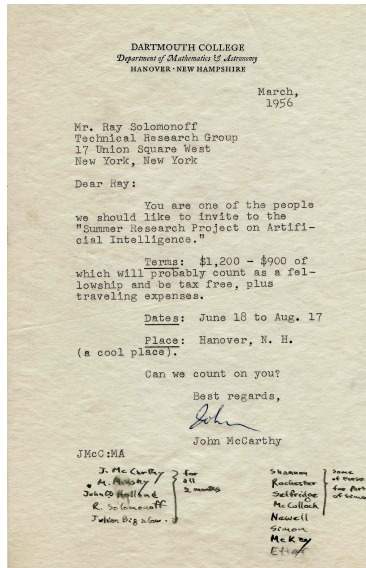 DARTMOUTH COLLEGE
Department of Mathematics & Astronomy
HANOVER · NEW HAMPSHIRE
March,
1956
Mr. Ray Solomonoff
Technical Research Group
17 Union Square West
New York, New York
Dear Ray:
You are one of the people
we should like to invite to the
"Summer Research Project on Artifi-
cial Intelligence."
Terms: $1,200 - $900 of
which will probably count as a fel-
lowship and be tax free, plus
traveling expenses.
Dates: June 18 to Aug. 17
Place: Hanover, N. H.
(a cool place).
Can we count on you?
Best regards,
John
John McCarthy
JMcC:MA
J. McCarthy
M. Minsky
John Holland
R. Solomonoff
Julian Bigelow
for
all
2 months
Shannon
Rochester
Selfridge
McCulloch
Newell
Simon
McKay
some
of
for part
of